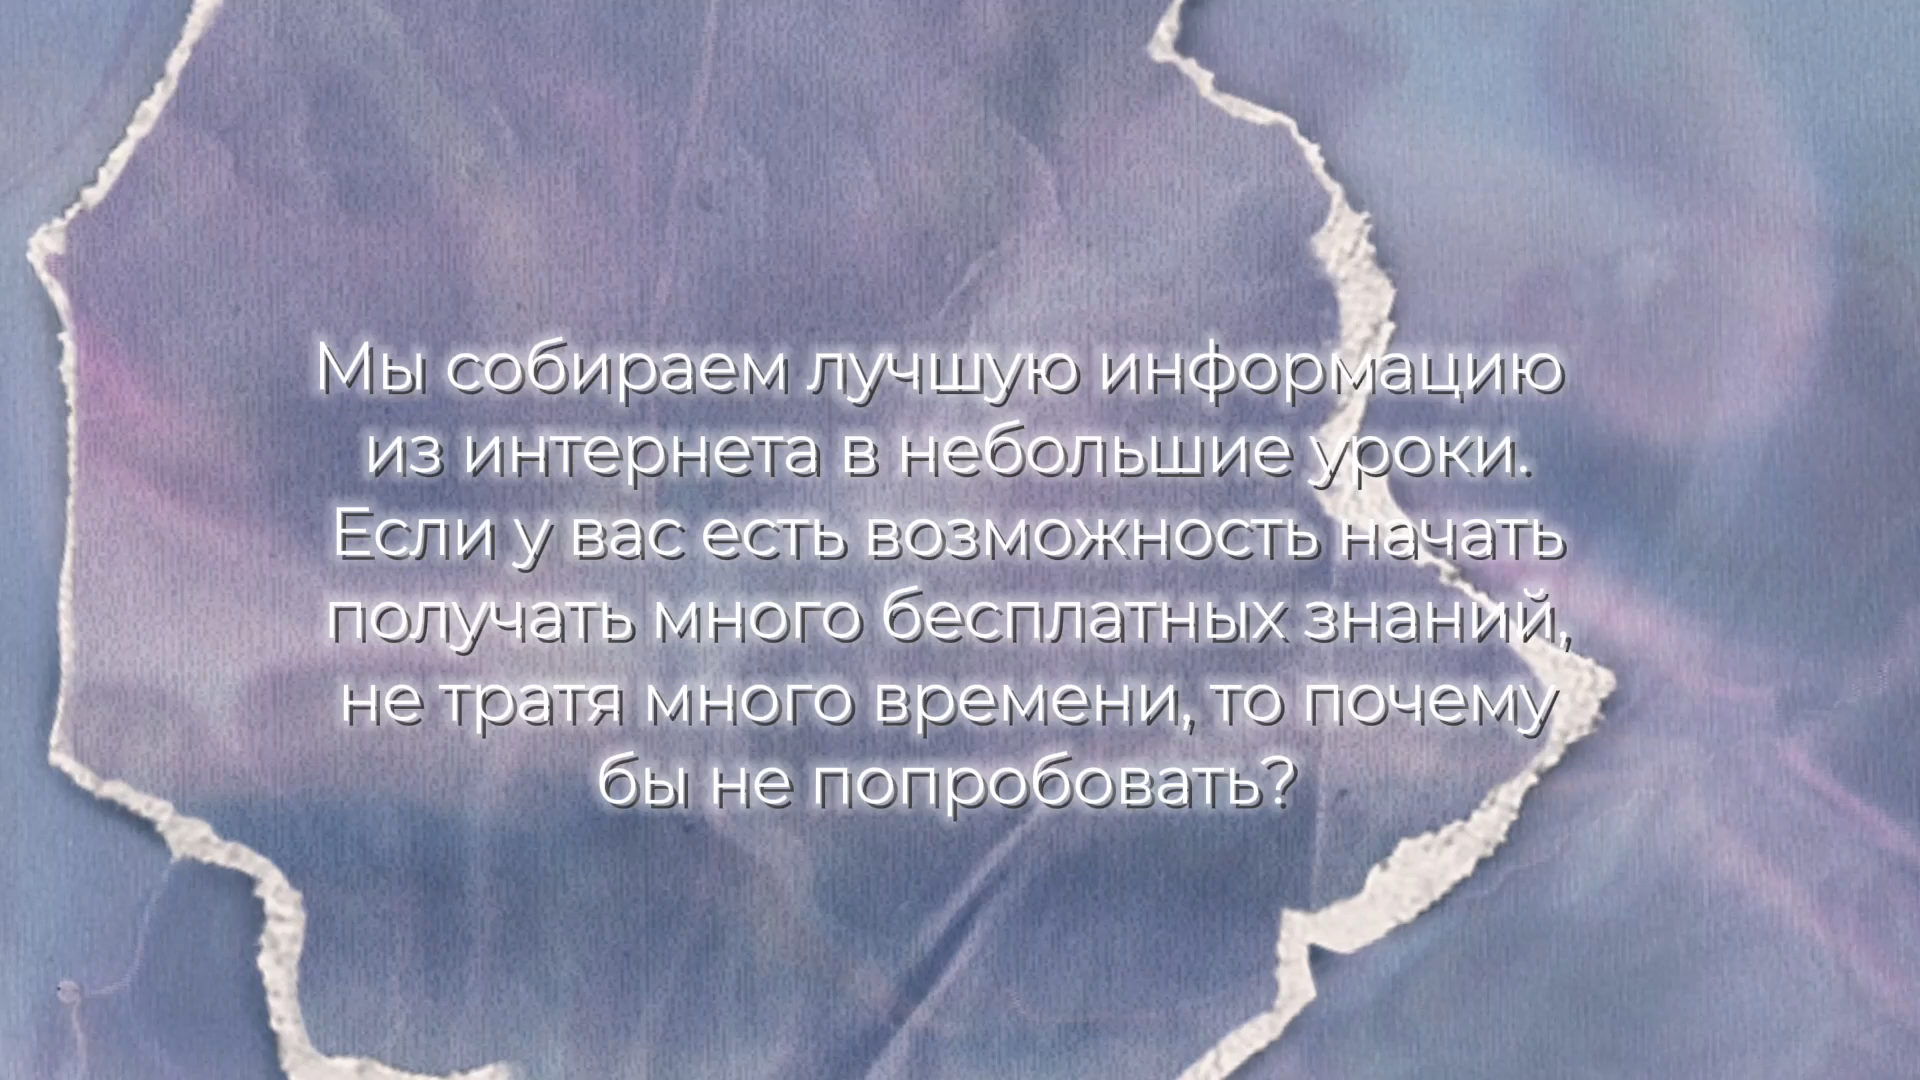 Мы собираем лучшую информацию
из интернета в небольшие уроки.
Если у вас есть возможность начать
получать много бесплатных знаний,
не тратя много времени, то почему
бы не попробовать?